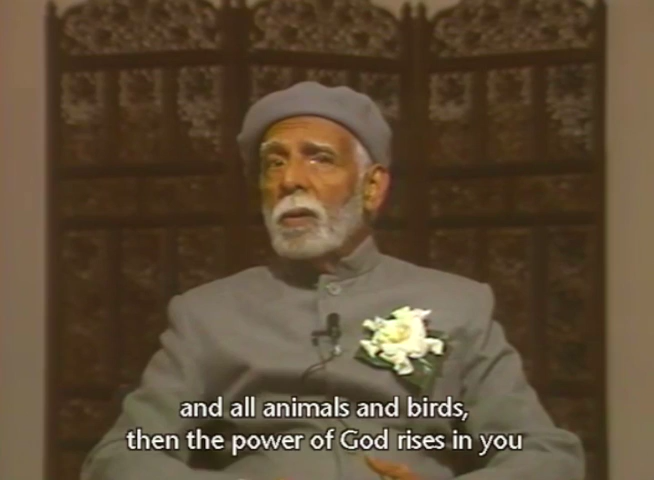 and all animals and birds,
then the power of God rises in you